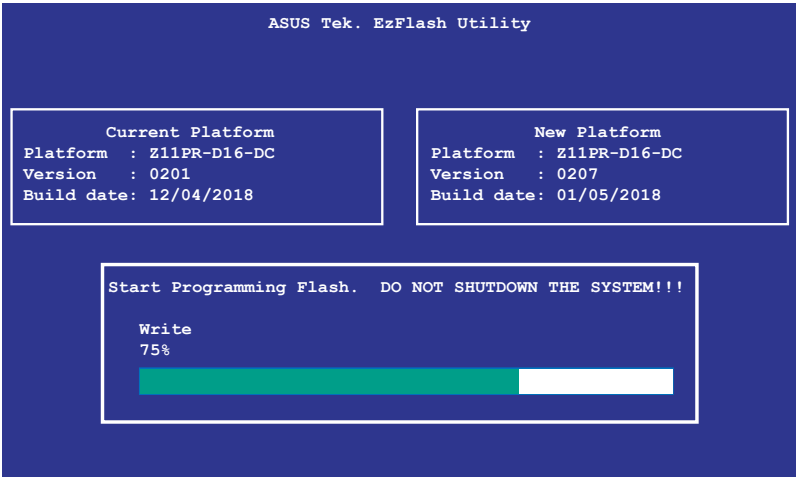 ASUS Tek. EzFlash Utility
Current Platform
Platform : Z11PR-D16-DC
Version : 0201
Build date: 12/04/2018
New Platform
Platform : Z11PR-D16-DC
Version : 0207
Build date: 01/05/2018
Start Programming Flash. DO NOT SHUTDOWN THE SYSTEM!!!
Write
75%